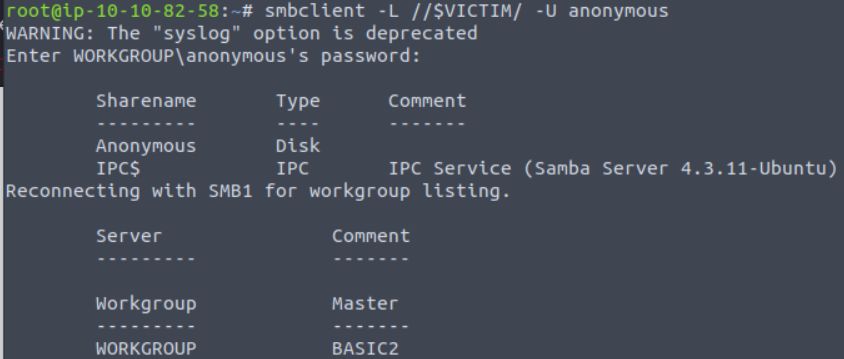 root@ip-10-10-82-58:~# smbclient -L //$VICTIM/ -U anonymous
WARNING: The "syslog" option is deprecated
Enter WORKGROUP\anonymous's password:
Sharename Type Comment
--------- ---- -------
Anonymous Disk
IPC$ IPC IPC Service (Samba Server 4.3.11-Ubuntu)
Reconnecting with SMB1 for workgroup listing.
Server Comment
--------- -------
Workgroup Master
--------- -------
WORKGROUP BASIC2